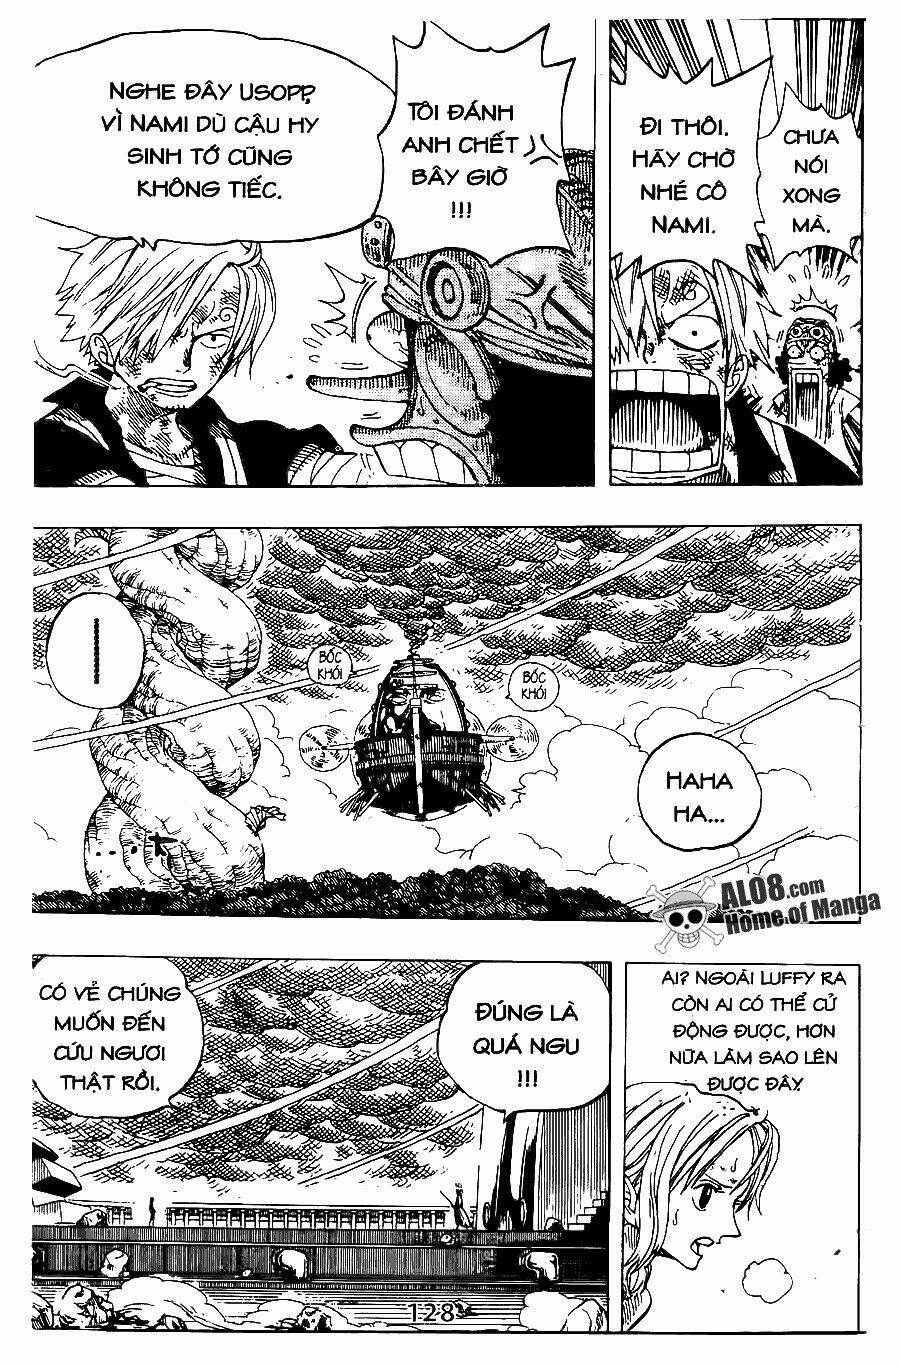 NGHE ĐÂY USOPP,
VÌ NAMI DÙ CẬU HY
SINH TỚ CŨNG
KHÔNG TIẾC.
TÔI ĐÁNH
ANH CHẾT
BÂY GIỜ
!!!
ĐI THÔI.
HÃY CHỜ
NHÉ CÔ
NAMI.
CHƯA
NÓI
XONG
MÀ.
BỐC
KHÓI
BỐC
KHÓI
HAHA
HA...
AL08.com
Home of Manga
CÓ VẺ CHÚNG
MUỐN ĐẾN
CỨU NGƯƠI
THẬT RỒI.
ĐÚNG LÀ
QUÁ NGU
!!!
AI? NGOÀI LUFFY RA
CÒN AI CÓ THỂ CỬ
ĐỘNG ĐƯỢC, HƠN
NỮA LÀM SAO LÊN
ĐƯỢC ĐÂY.
128